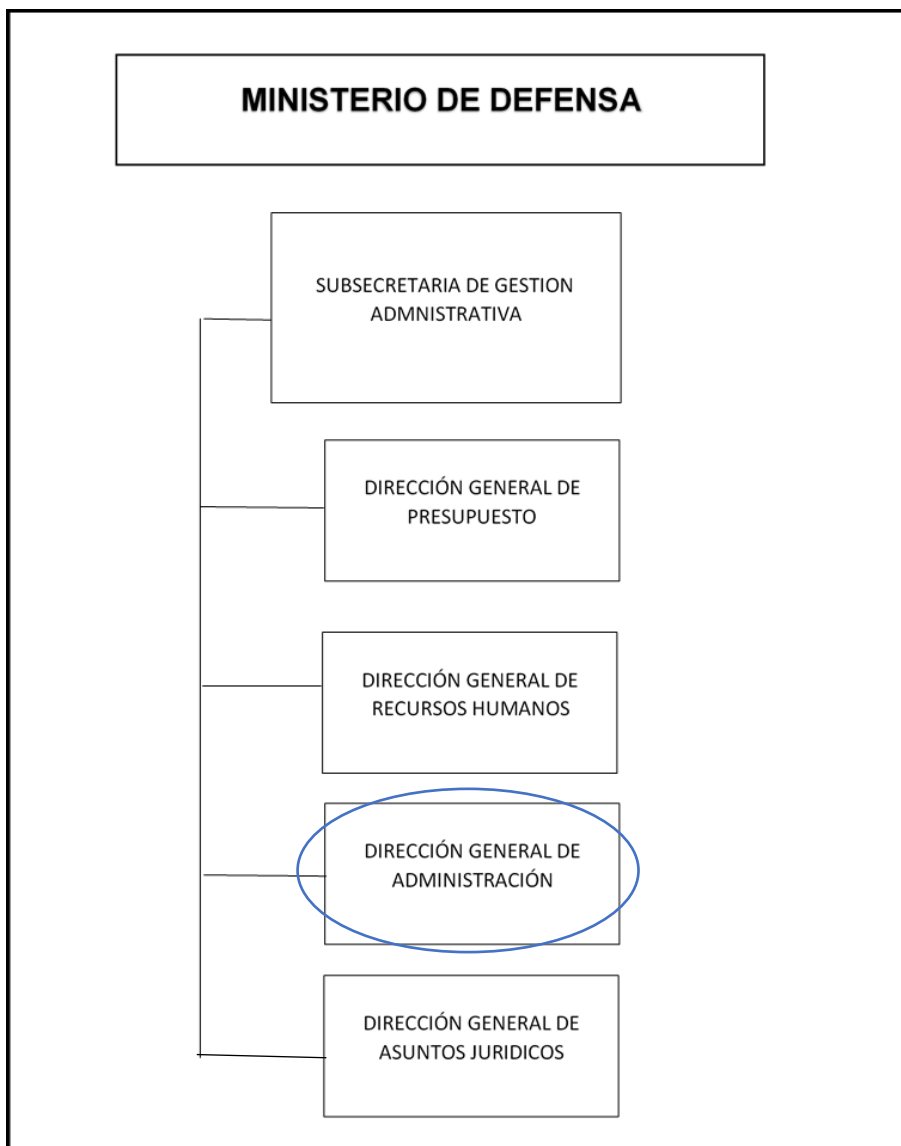 MINISTERIO DE DEFENSA
SUBSECRETARIA DE GESTION
ADMNISTRATIVA
DIRECCIÓN GENERAL DE
PRESUPUESTO
DIRECCIÓN GENERAL DE
RECURSOS HUMANOS
DIRECCIÓN GENERAL DE
ADMINISTRACIÓN
DIRECCIÓN GENERAL DE
ASUNTOS JURIDICOS